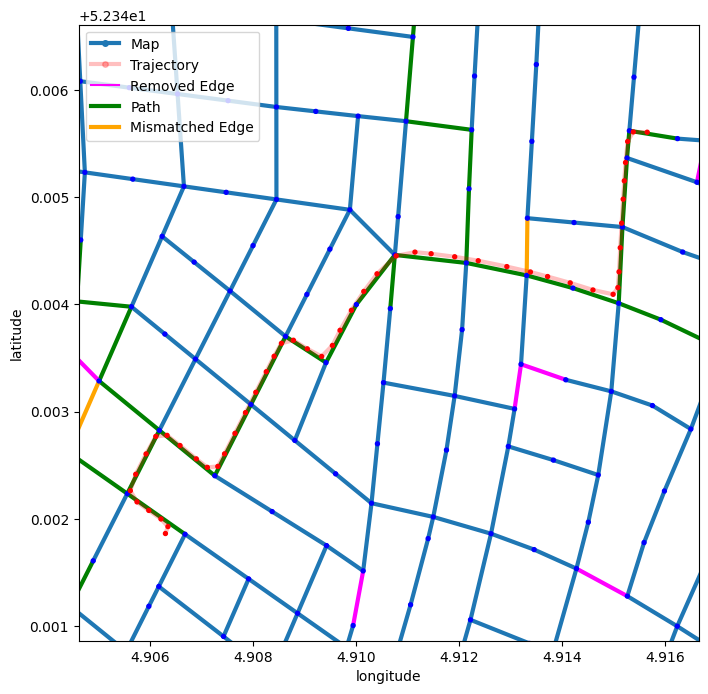 +5.234e1
Map
Trajectory
Removed Edge
Path
Mismatched Edge
0.006
0.005
0.004
0.003
0.002
0.001
latitude
4.906 4.908 4.910 4.912 4.914 4.916
longitude